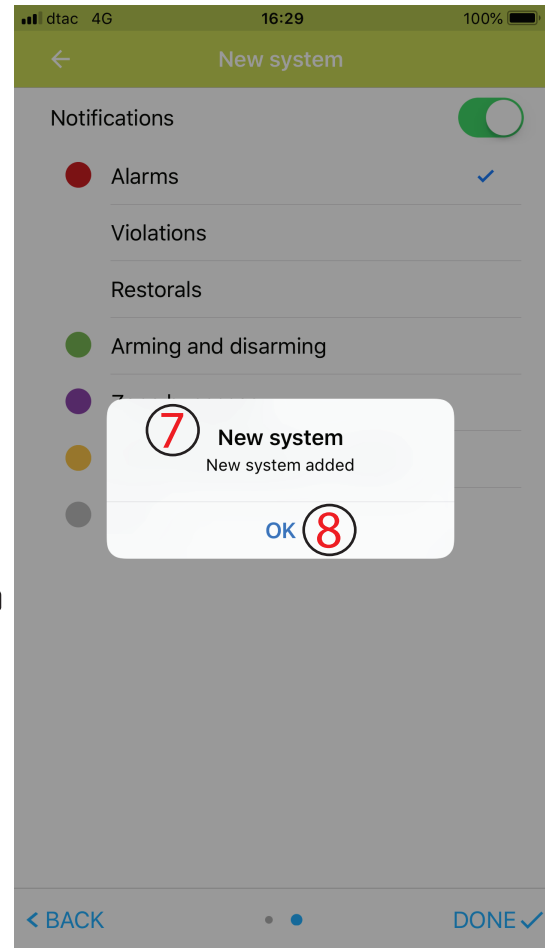 dtac 4G 16:29 100%
New system
Notifications
Alarms
Violations
Restorals
Arming and disarming
7
New system
New system added
OK 8
< BACK
DONE